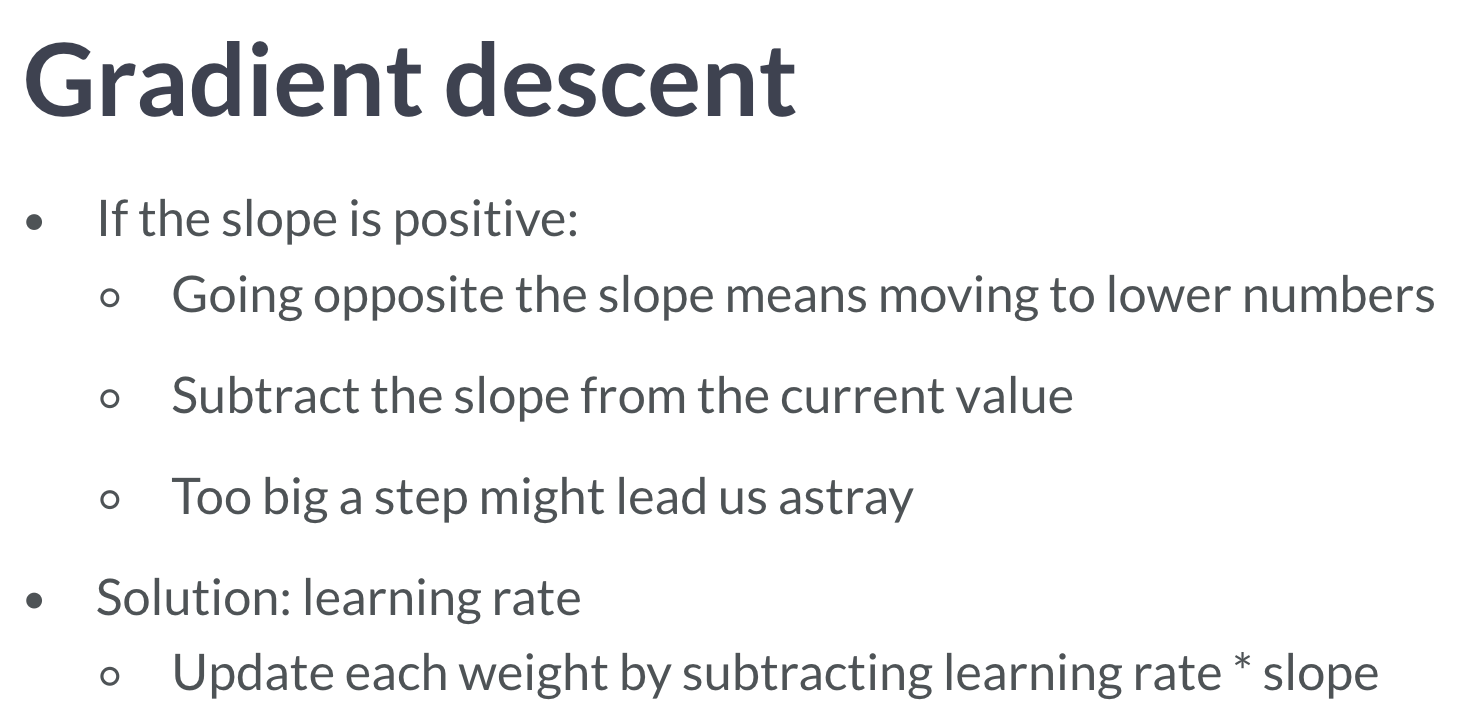 Gradient descent
• If the slope is positive:
○ Going opposite the slope means moving to lower numbers
○ Subtract the slope from the current value
○ Too big a step might lead us astray
• Solution: learning rate
○ Update each weight by subtracting learning rate * slope